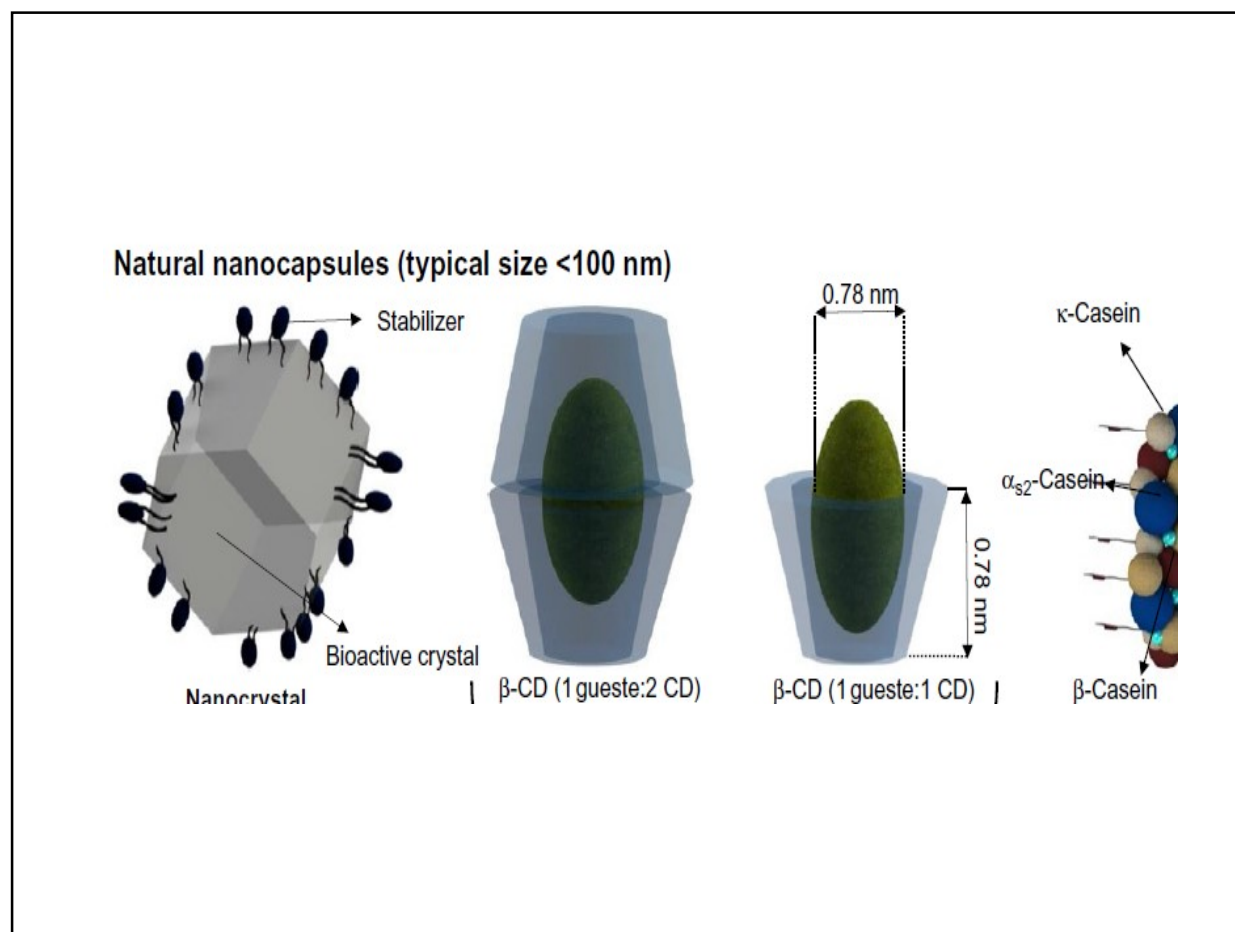 Natural nanocapsules (typical size <100 nm)
Stabilizer
Bioactive crystal
Nanocrystal
β-CD (1 gueste:2 CD)
0.78 nm
0.78 nm
β-CD (1 gueste:1 CD)
κ-Casein
αs2-Casein
β-Casein